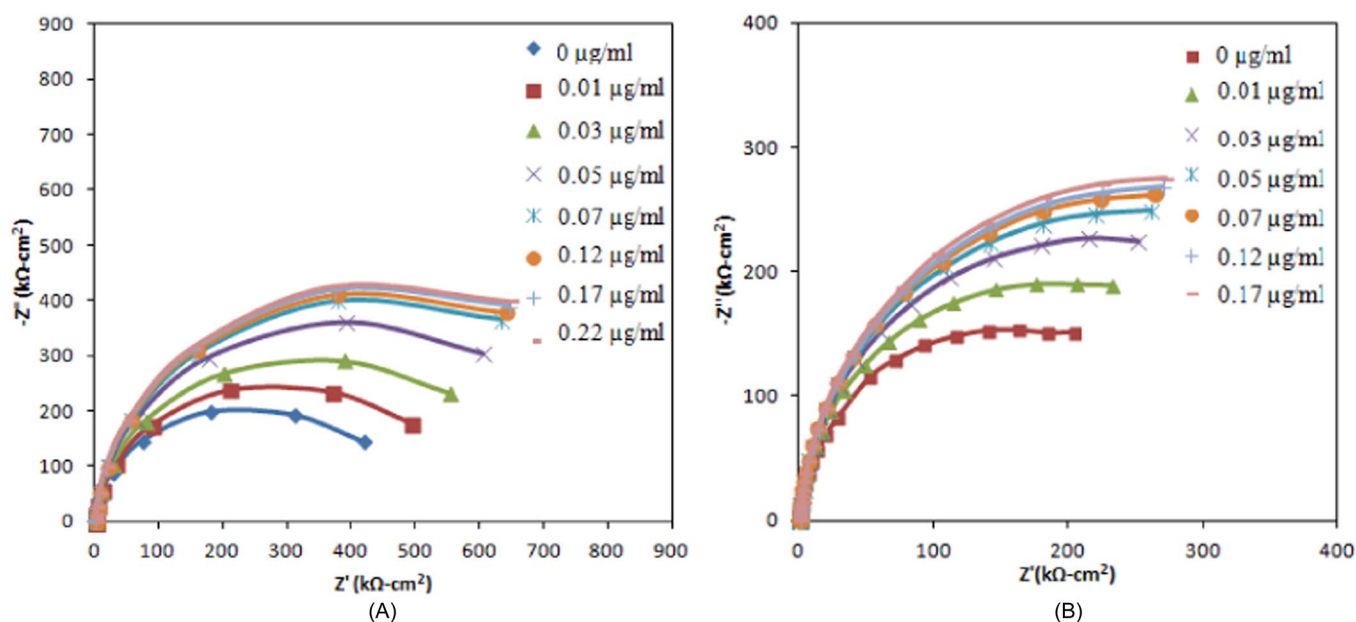 900
800
700
600
500
400
300
200
100
0
-Z" (kΩ-cm²)
0 µg/ml
0.01 µg/ml
0.03 µg/ml
0.05 µg/ml
0.07 µg/ml
0.12 µg/ml
0.17 µg/ml
0.22 µg/ml
0 100 200 300 400 500 600 700 800 900
Z' (kΩ-cm²)
(A)
400
300
200
100
0
-Z"(kΩ-cm²)
0 µg/ml
0.01 µg/ml
0.03 µg/ml
0.05 µg/ml
0.07 µg/ml
0.12 µg/ml
0.17 µg/ml
0 100 200 300 400
Z'(kΩ-cm²)
(B)